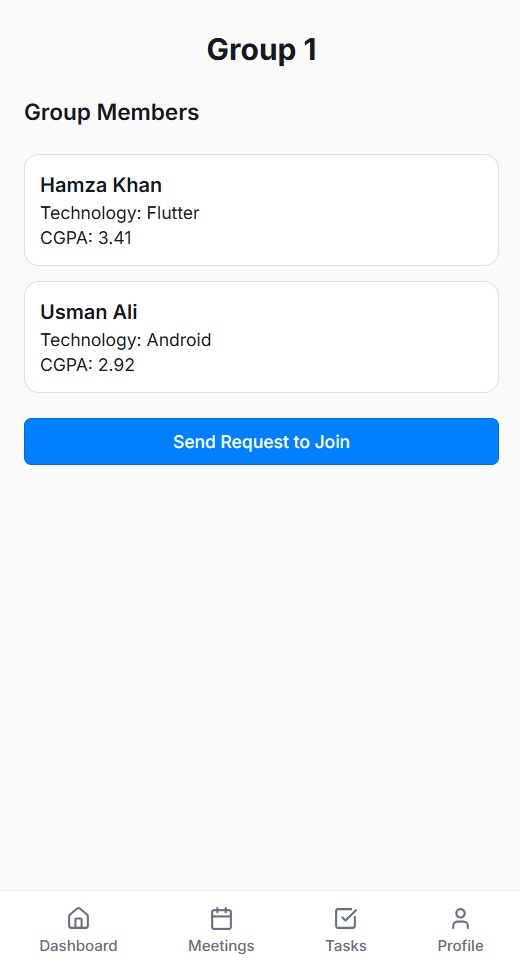 Group 1
Group Members
Hamza Khan
Technology: Flutter
CGPA: 3.41
Usman Ali
Technology: Android
CGPA: 2.92
Send Request to Join
Dashboard
Meetings
Tasks
Profile